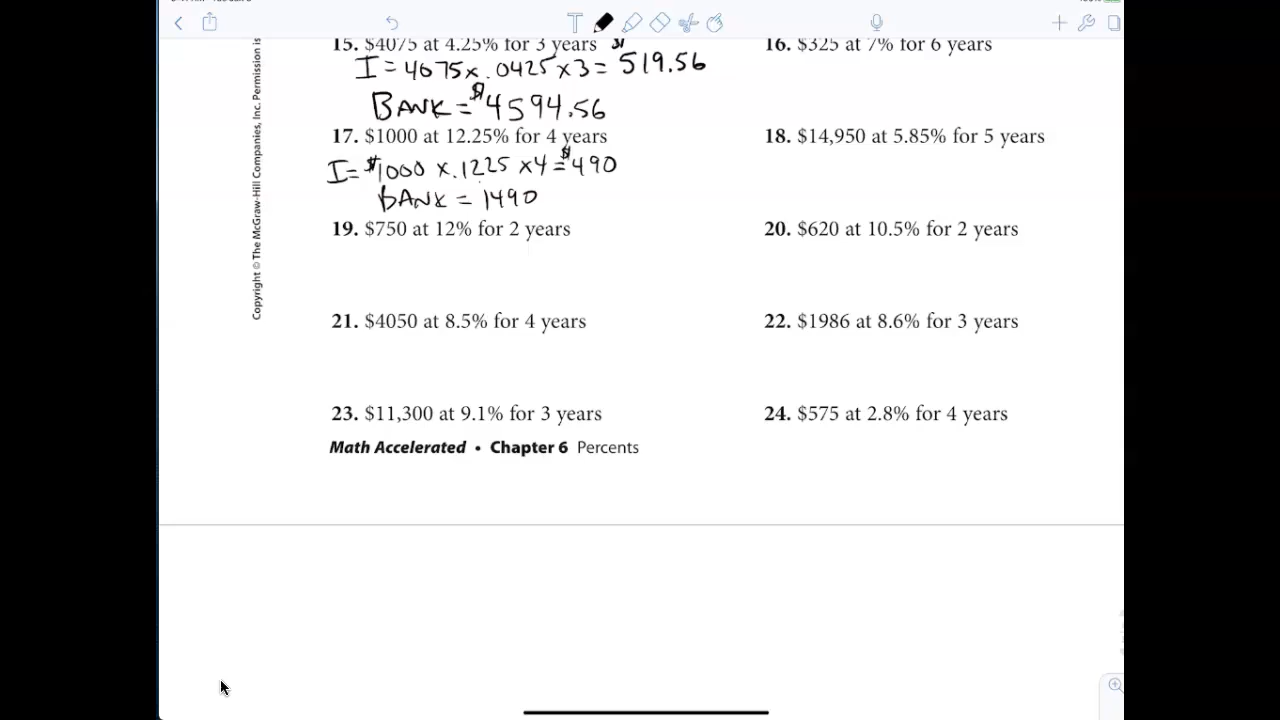 15. $4075 at 4.25% for 3 years
16. $325 at 7% for 6 years
I = 4075 x .0425 x 3 = $519.56
BANK = $4594.56
17. $1000 at 12.25% for 4 years
18. $14,950 at 5.85% for 5 years
I = $1000 x .1225 x 4 = $490
BANK = 1490
19. $750 at 12% for 2 years
20. $620 at 10.5% for 2 years
21. $4050 at 8.5% for 4 years
22. $1986 at 8.6% for 3 years
23. $11,300 at 9.1% for 3 years
24. $575 at 2.8% for 4 years
Math Accelerated • Chapter 6 Percents
Copyright © The McGraw-Hill Companies, Inc. Permission is